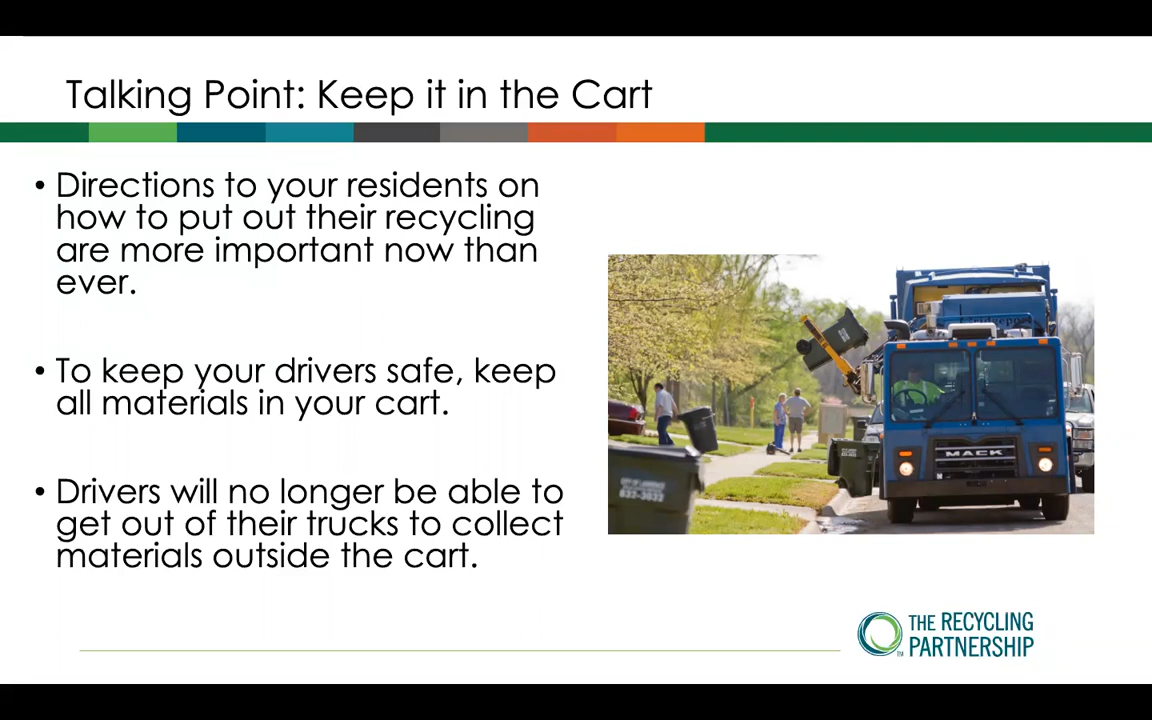 Talking Point: Keep it in the Cart
• Directions to your residents on
how to put out their recycling
are more important now than
ever.
• To keep your drivers safe, keep
all materials in your cart.
• Drivers will no longer be able to
get out of their trucks to collect
materials outside the cart.
MACK
THE RECYCLING
PARTNERSHIP
TM